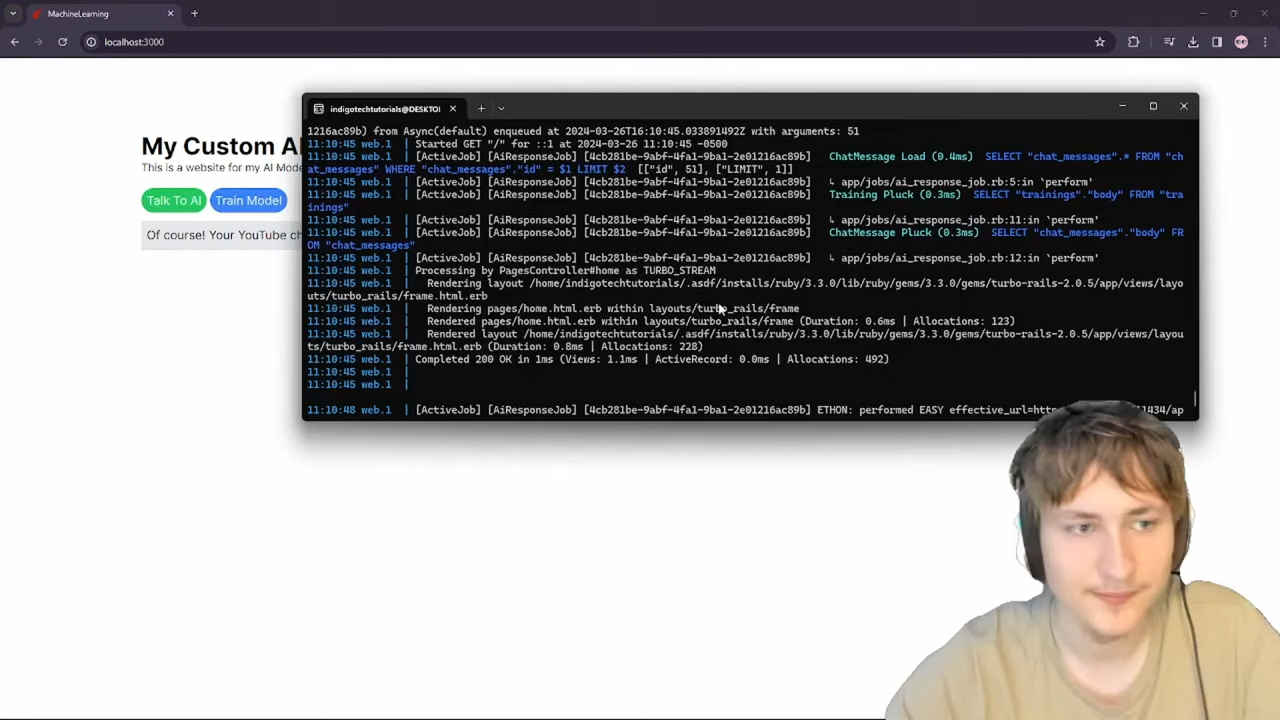 MachineLearning
localhost:3000
My Custom AI
This is a website for my AI Mode
Talk To AI
Train Model
Of course! Your YouTube ch
indigotechtutorials@DESKTOI
1216ac89b) from Async(default) enqueued at 2024-03-26T16:10:45.033891492Z with arguments: 51
11:10:45 web.1 | Started GET "/" for ::1 at 2024-03-26 11:10:45 -0500
11:10:45 web.1 | [ActiveJob] [AiResponseJob] [4cb281be-9abf-4fa1-9ba1-2e01216ac89b] ChatMessage Load (0.4ms) SELECT "chat_messages".* FROM "ch
at_messages" WHERE "chat_messages"."id" = $1 LIMIT $2 [["id", 51], ["LIMIT", 1]]
11:10:45 web.1 | [ActiveJob] [AiResponseJob] [4cb281be-9abf-4fa1-9ba1-2e01216ac89b] ↳ app/jobs/ai_response_job.rb:5:in `perform'
11:10:45 web.1 | [ActiveJob] [AiResponseJob] [4cb281be-9abf-4fa1-9ba1-2e01216ac89b] Training Pluck (0.3ms) SELECT "trainings"."body" FROM "tra
inings"
11:10:45 web.1 | [ActiveJob] [AiResponseJob] [4cb281be-9abf-4fa1-9ba1-2e01216ac89b] ↳ app/jobs/ai_response_job.rb:11:in `perform'
11:10:45 web.1 | [ActiveJob] [AiResponseJob] [4cb281be-9abf-4fa1-9ba1-2e01216ac89b] ChatMessage Pluck (0.3ms) SELECT "chat_messages"."body" FR
OM "chat_messages"
11:10:45 web.1 | [ActiveJob] [AiResponseJob] [4cb281be-9abf-4fa1-9ba1-2e01216ac89b] ↳ app/jobs/ai_response_job.rb:12:in `perform'
11:10:45 web.1 | Processing by PagesController#home as TURBO_STREAM
11:10:45 web.1 | Rendering layout /home/indigotechtutorials/.asdf/installs/ruby/3.3.0/lib/ruby/gems/3.3.0/gems/turbo-rails-2.0.5/app/views/layo
uts/turbo_rails/frame.html.erb
11:10:45 web.1 | Rendering pages/home.html.erb within layouts/turbo_rails/frame
11:10:45 web.1 | Rendered pages/home.html.erb within layouts/turbo_rails/frame (Duration: 0.6ms | Allocations: 123)
11:10:45 web.1 | Rendered layout /home/indigotechtutorials/.asdf/installs/ruby/3.3.0/lib/ruby/gems/3.3.0/gems/turbo-rails-2.0.5/app/views/layou
ts/turbo_rails/frame.html.erb (Duration: 0.8ms | Allocations: 228)
11:10:45 web.1 | Completed 200 OK in 1ms (Views: 1.1ms | ActiveRecord: 0.0ms | Allocations: 492)
11:10:45 web.1 |
11:10:45 web.1 |
11:10:48 web.1 | [ActiveJob] [AiResponseJob] [4cb281be-9abf-4fa1-9ba1-2e01216ac89b] ETHON: performed EASY effective_url=htt 11434/ap